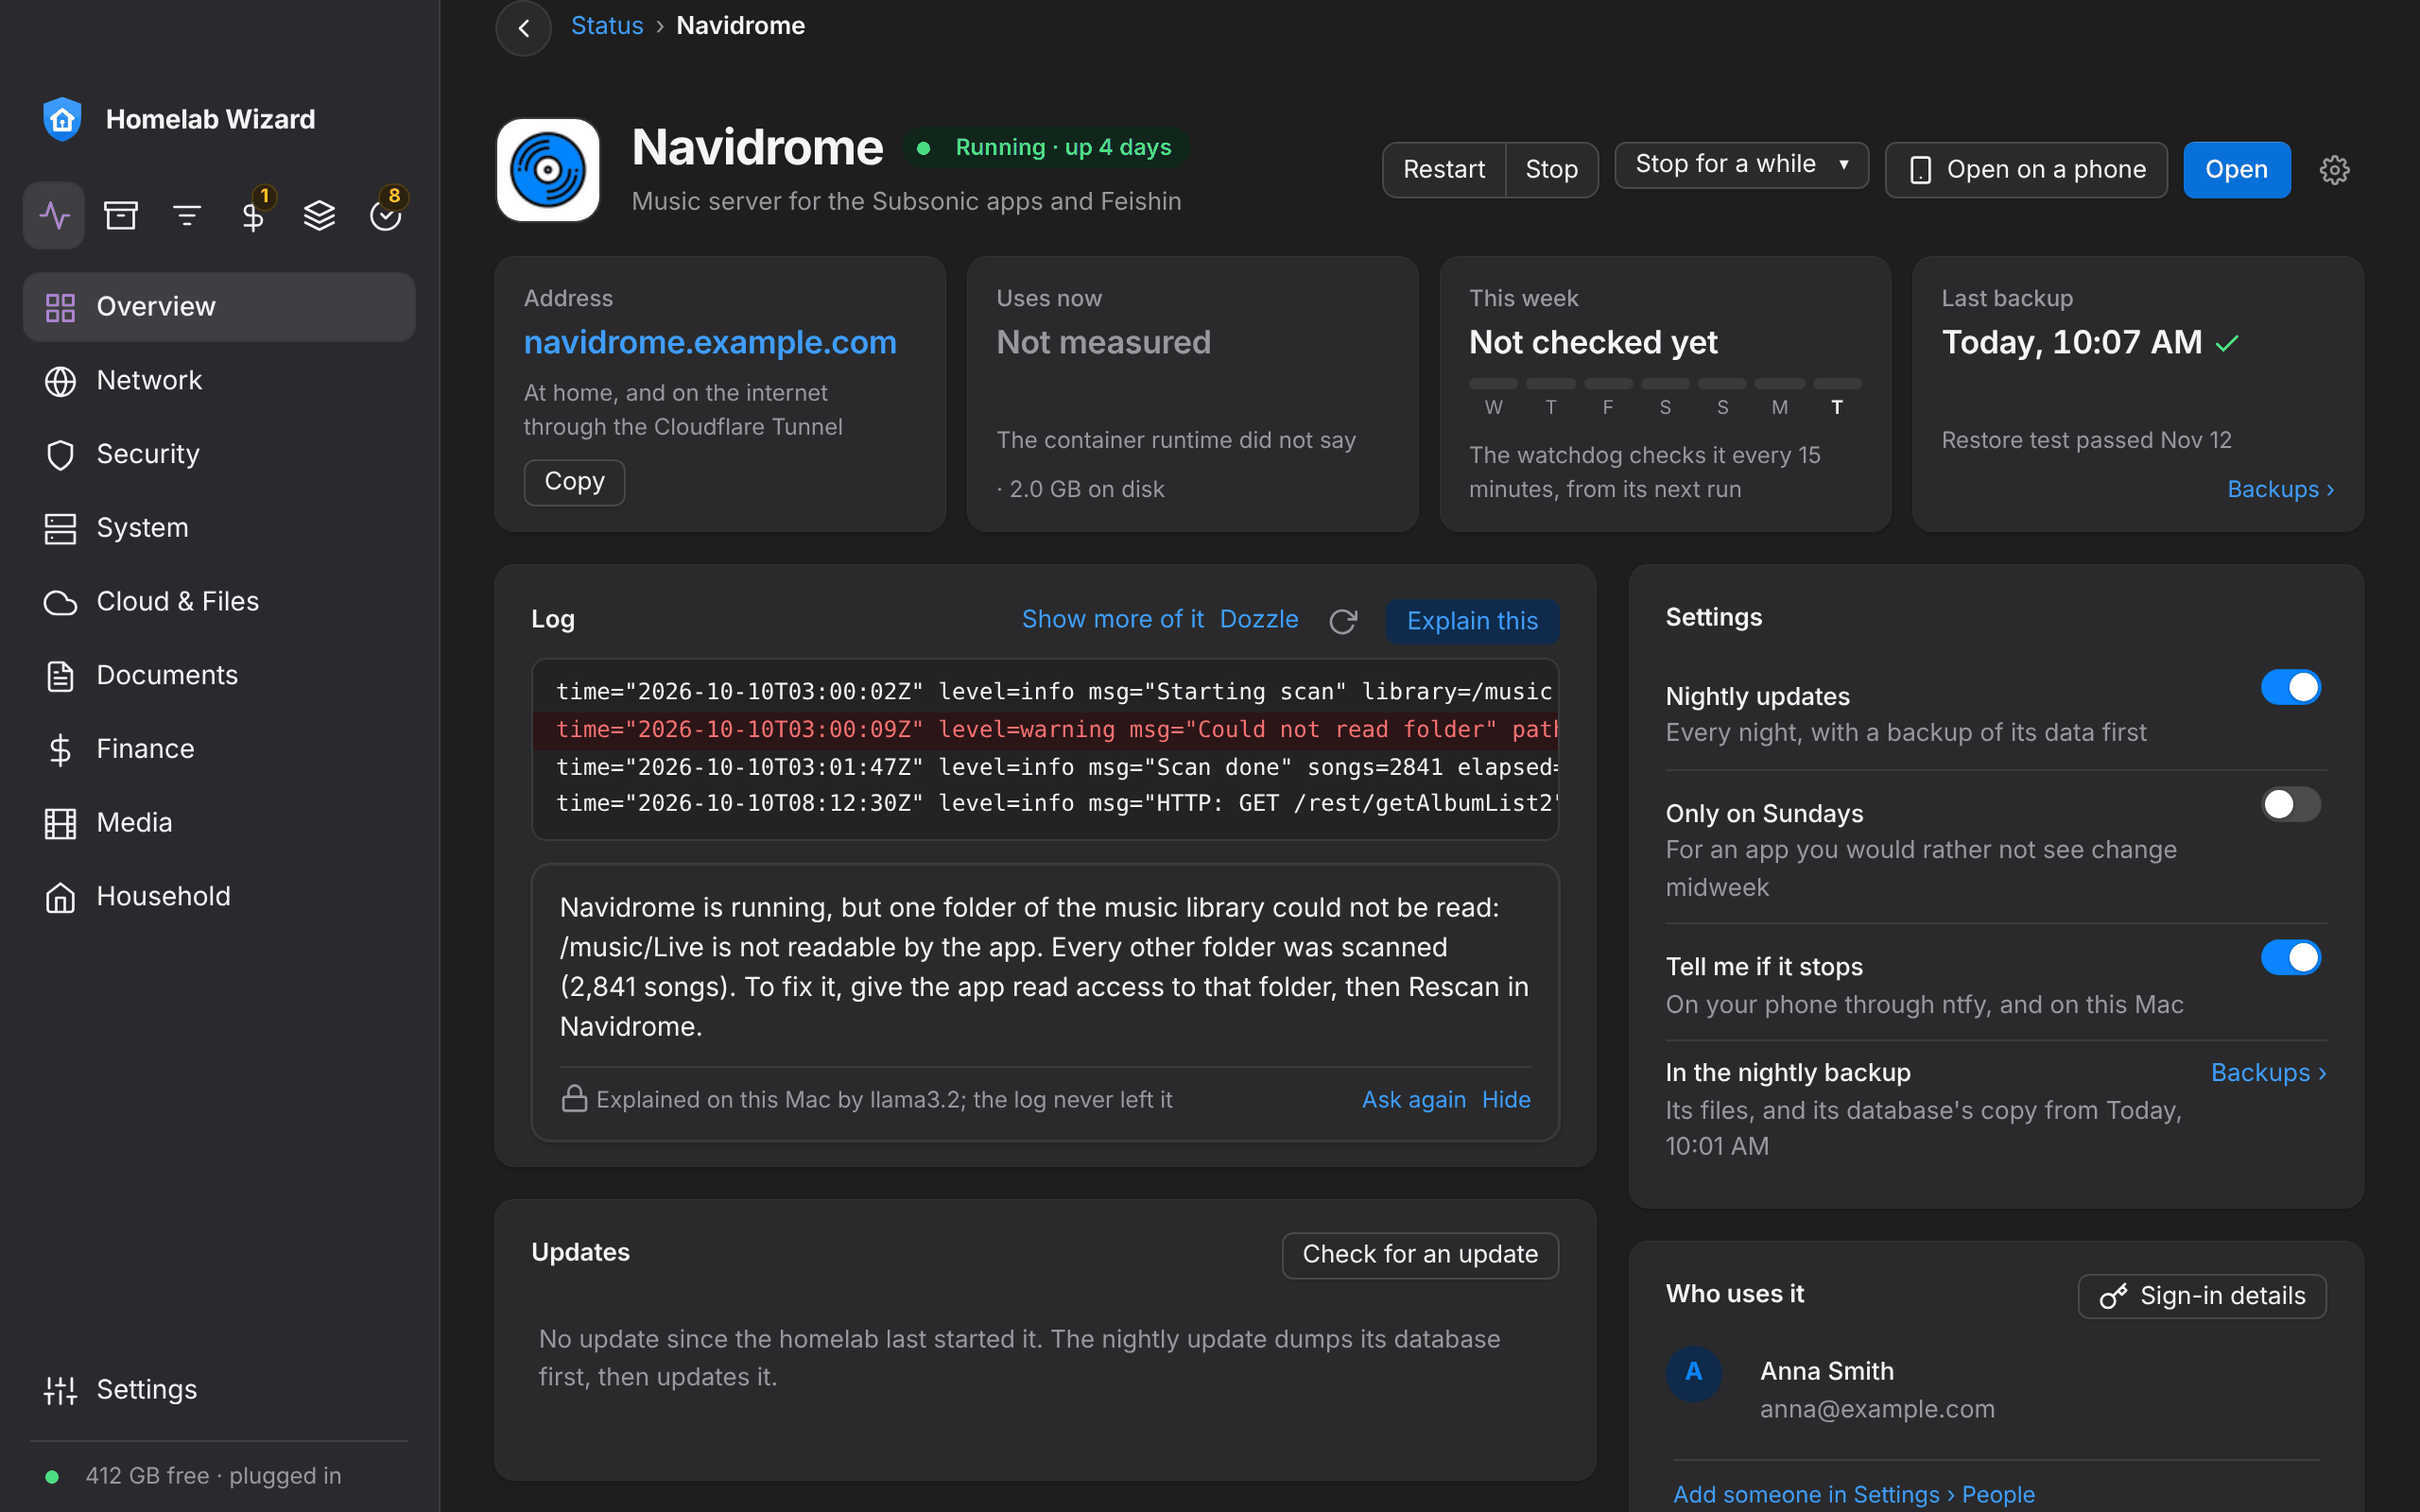 Status › Navidrome
Homelab Wizard
1
8
Overview
Network
Security
System
Cloud & Files
Documents
Finance
Media
Household
Settings
412 GB free · plugged in
Navidrome
Running · up 4 days
Music server for the Subsonic apps and Feishin
Restart
Stop
Stop for a while
Open on a phone
Open
Address
navidrome.example.com
At home, and on the internet
through the Cloudflare Tunnel
Copy
Uses now
Not measured
The container runtime did not say
· 2.0 GB on disk
This week
Not checked yet
W T F S S M T
The watchdog checks it every 15
minutes, from its next run
Last backup
Today, 10:07 AM
Restore test passed Nov 12
Backups ›
Log
Show more of it
Dozzle
Explain this
time="2026-10-10T03:00:02Z" level=info msg="Starting scan" library=/music
time="2026-10-10T03:00:09Z" level=warning msg="Could not read folder" path
time="2026-10-10T03:01:47Z" level=info msg="Scan done" songs=2841 elapsed=
time="2026-10-10T08:12:30Z" level=info msg="HTTP: GET /rest/getAlbumList2"
Navidrome is running, but one folder of the music library could not be read:
/music/Live is not readable by the app. Every other folder was scanned
(2,841 songs). To fix it, give the app read access to that folder, then Rescan in
Navidrome.
Explained on this Mac by llama3.2; the log never left it
Ask again
Hide
Updates
Check for an update
No update since the homelab last started it. The nightly update dumps its database
first, then updates it.
Settings
Nightly updates
Every night, with a backup of its data first
Only on Sundays
For an app you would rather not see change
midweek
Tell me if it stops
On your phone through ntfy, and on this Mac
In the nightly backup
Backups ›
Its files, and its database's copy from Today,
10:01 AM
Who uses it
Sign-in details
A
Anna Smith
anna@example.com
Add someone in Settings › People